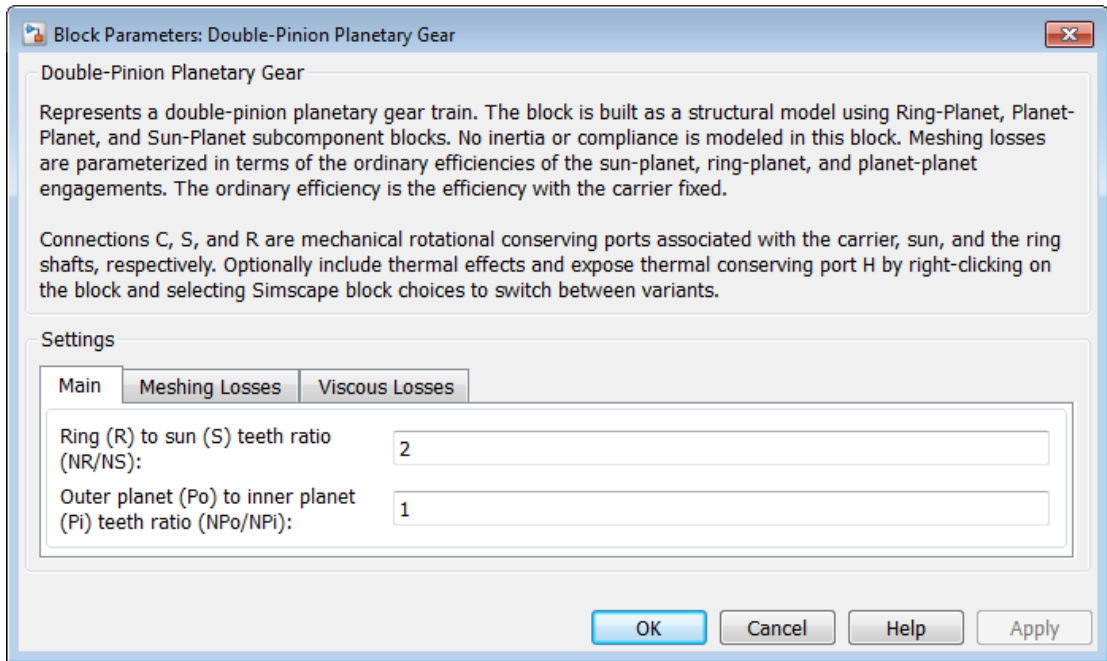 Block Parameters: Double-Pinion Planetary Gear
Double-Pinion Planetary Gear
Represents a double-pinion planetary gear train. The block is built as a structural model using Ring-Planet, Planet-
Planet, and Sun-Planet subcomponent blocks. No inertia or compliance is modeled in this block. Meshing losses
are parameterized in terms of the ordinary efficiencies of the sun-planet, ring-planet, and planet-planet
engagements. The ordinary efficiency is the efficiency with the carrier fixed.
Connections C, S, and R are mechanical rotational conserving ports associated with the carrier, sun, and the ring
shafts, respectively. Optionally include thermal effects and expose thermal conserving port H by right-clicking on
the block and selecting Simscape block choices to switch between variants.
Settings
Main Meshing Losses Viscous Losses
Ring (R) to sun (S) teeth ratio
(NR/NS):
2
Outer planet (Po) to inner planet
(Pi) teeth ratio (NPo/NPi):
1
OK Cancel Help Apply